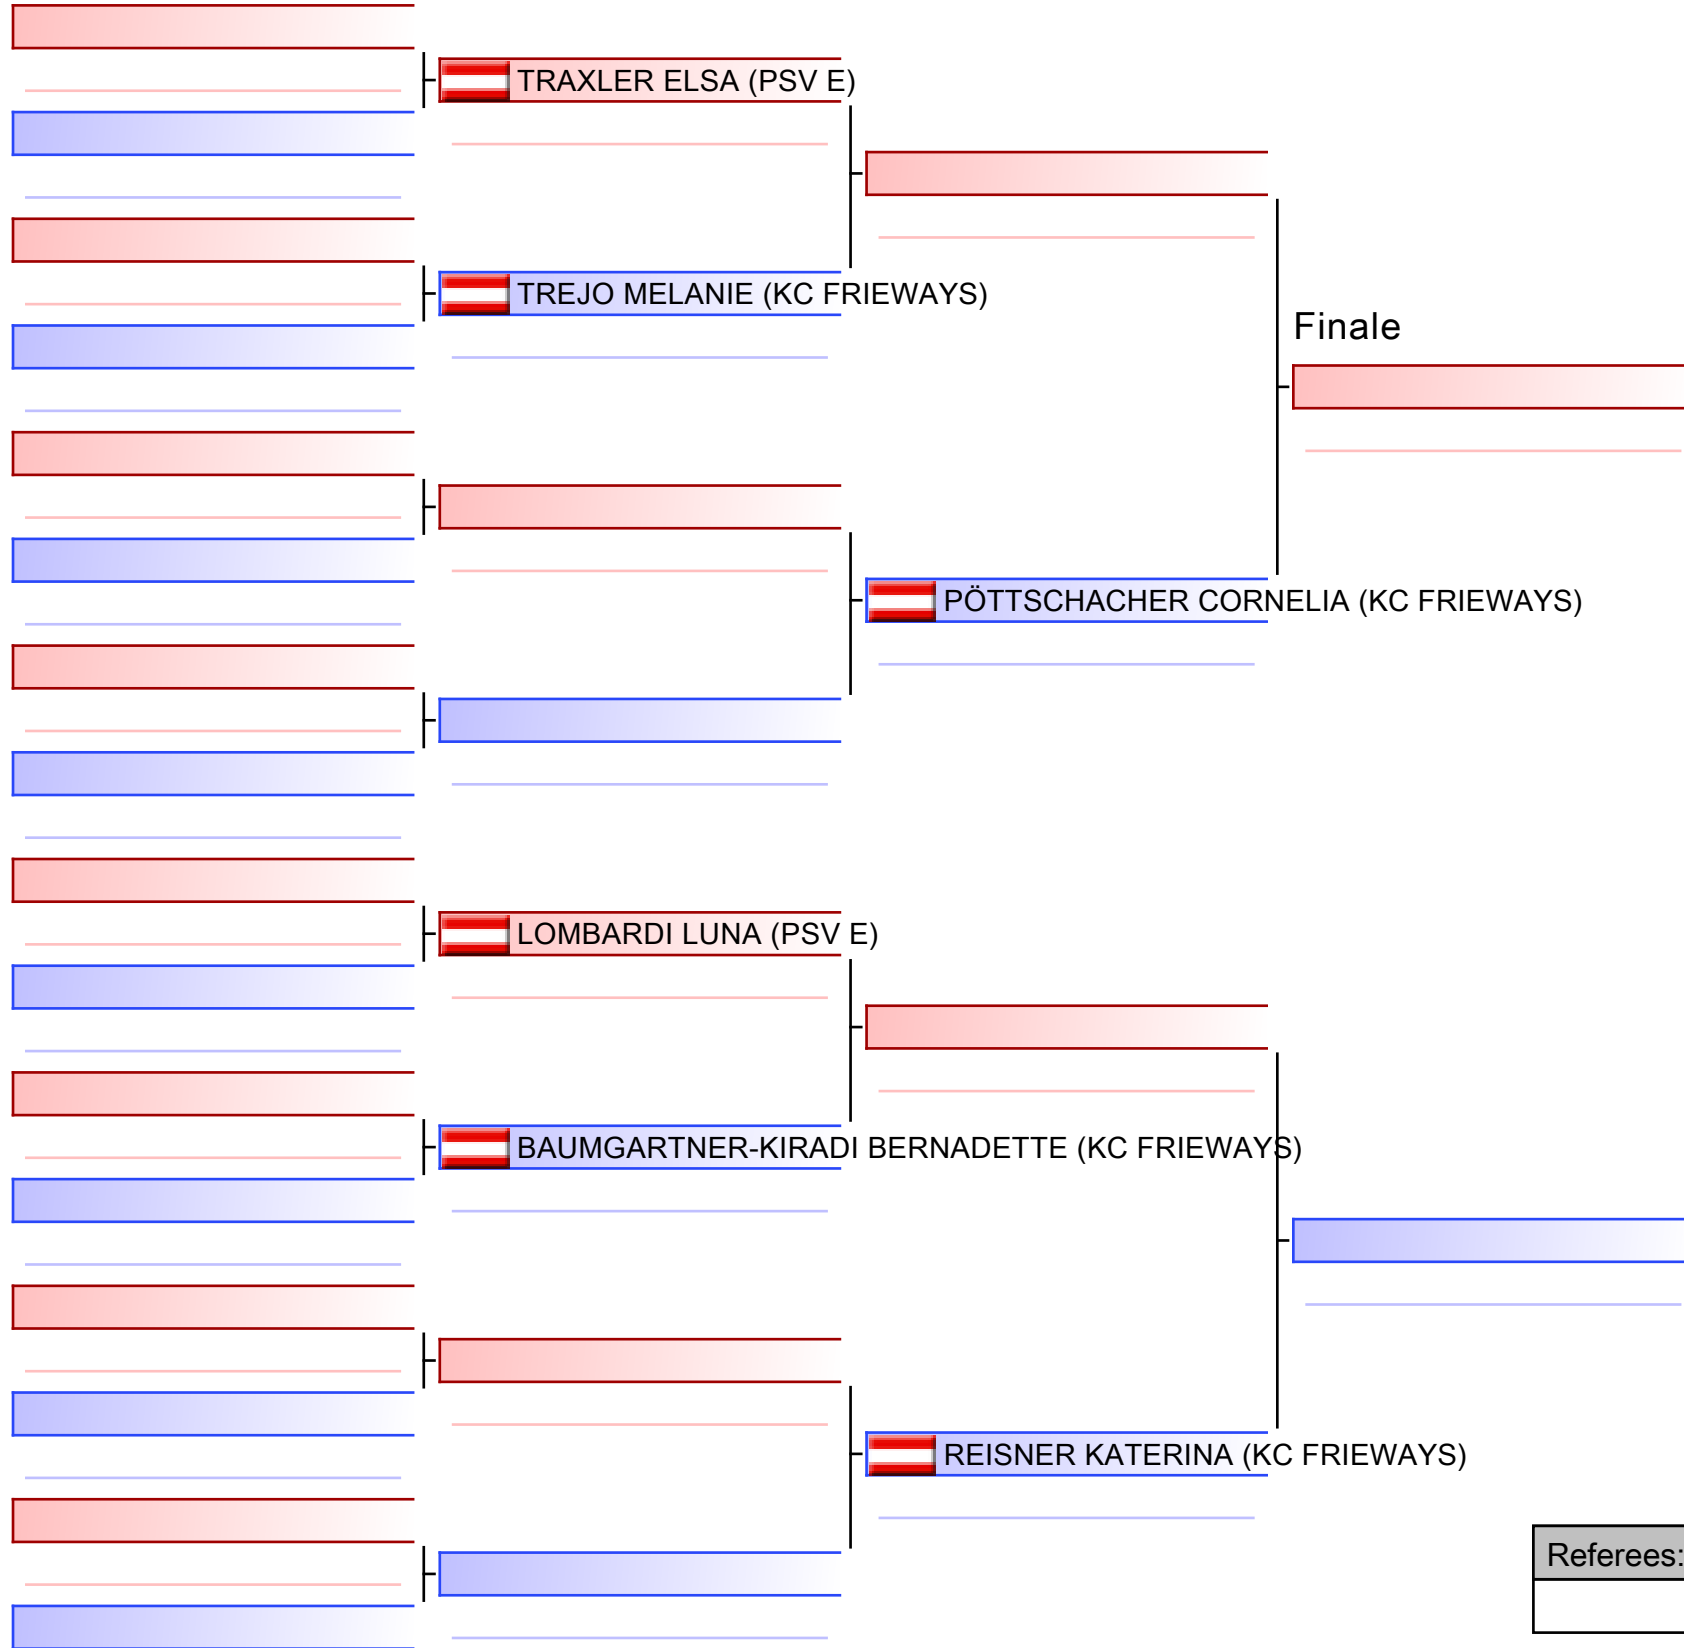 TRAXLER ELSA (PSV E)
TREJO MELANIE (KC FRIEWAYS)
Finale
PÖTTSCHACHER CORNELIA (KC FRIEWAYS)
LOMBARDI LUNA (PSV E)
BAUMGARTNER-KIRADI BERNADETTE (KC FRIEWAYS)
REISNER KATERINA (KC FRIEWAYS)
Referees: